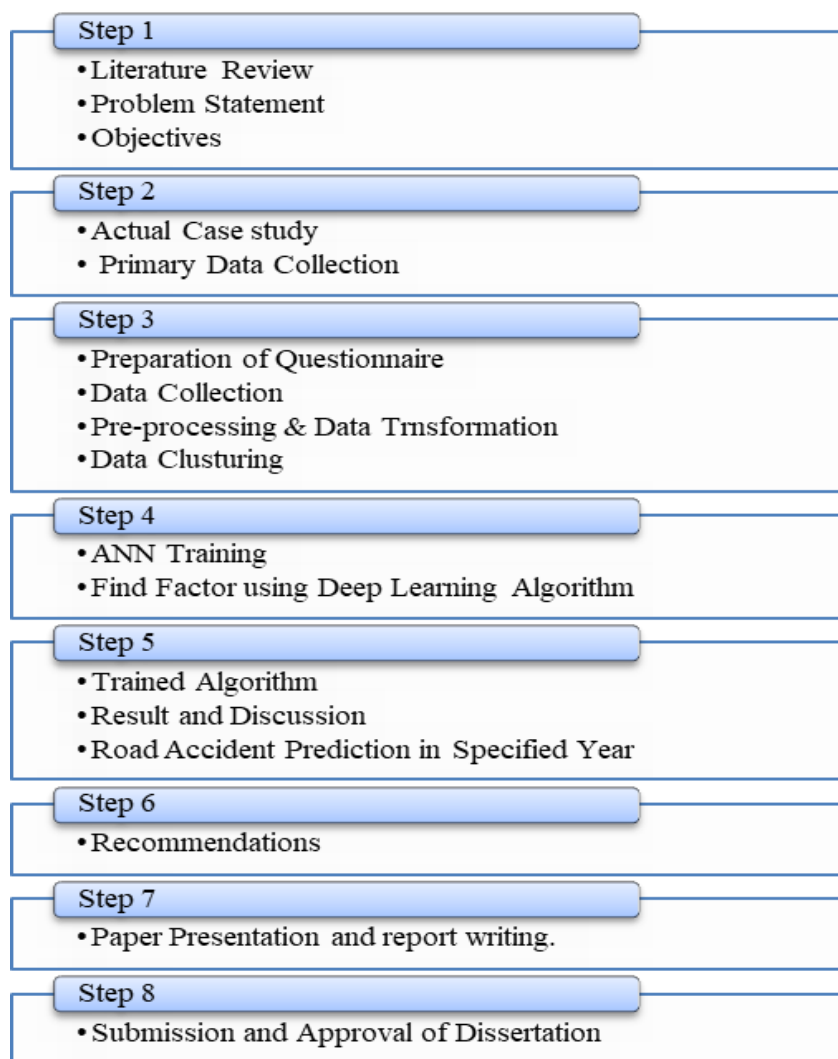 Step 1
•Literature Review
•Problem Statement
•Objectives
Step 2
•Actual Case study
• Primary Data Collection
Step 3
•Preparation of Questionnaire
•Data Collection
•Pre-processing & Data Trnsformation
•Data Clusturing
Step 4
•ANN Training
•Find Factor using Deep Learning Algorithm
Step 5
•Trained Algorithm
•Result and Discussion
•Road Accident Prediction in Specified Year
Step 6
•Recommendations
Step 7
•Paper Presentation and report writing.
Step 8
•Submission and Approval of Dissertation